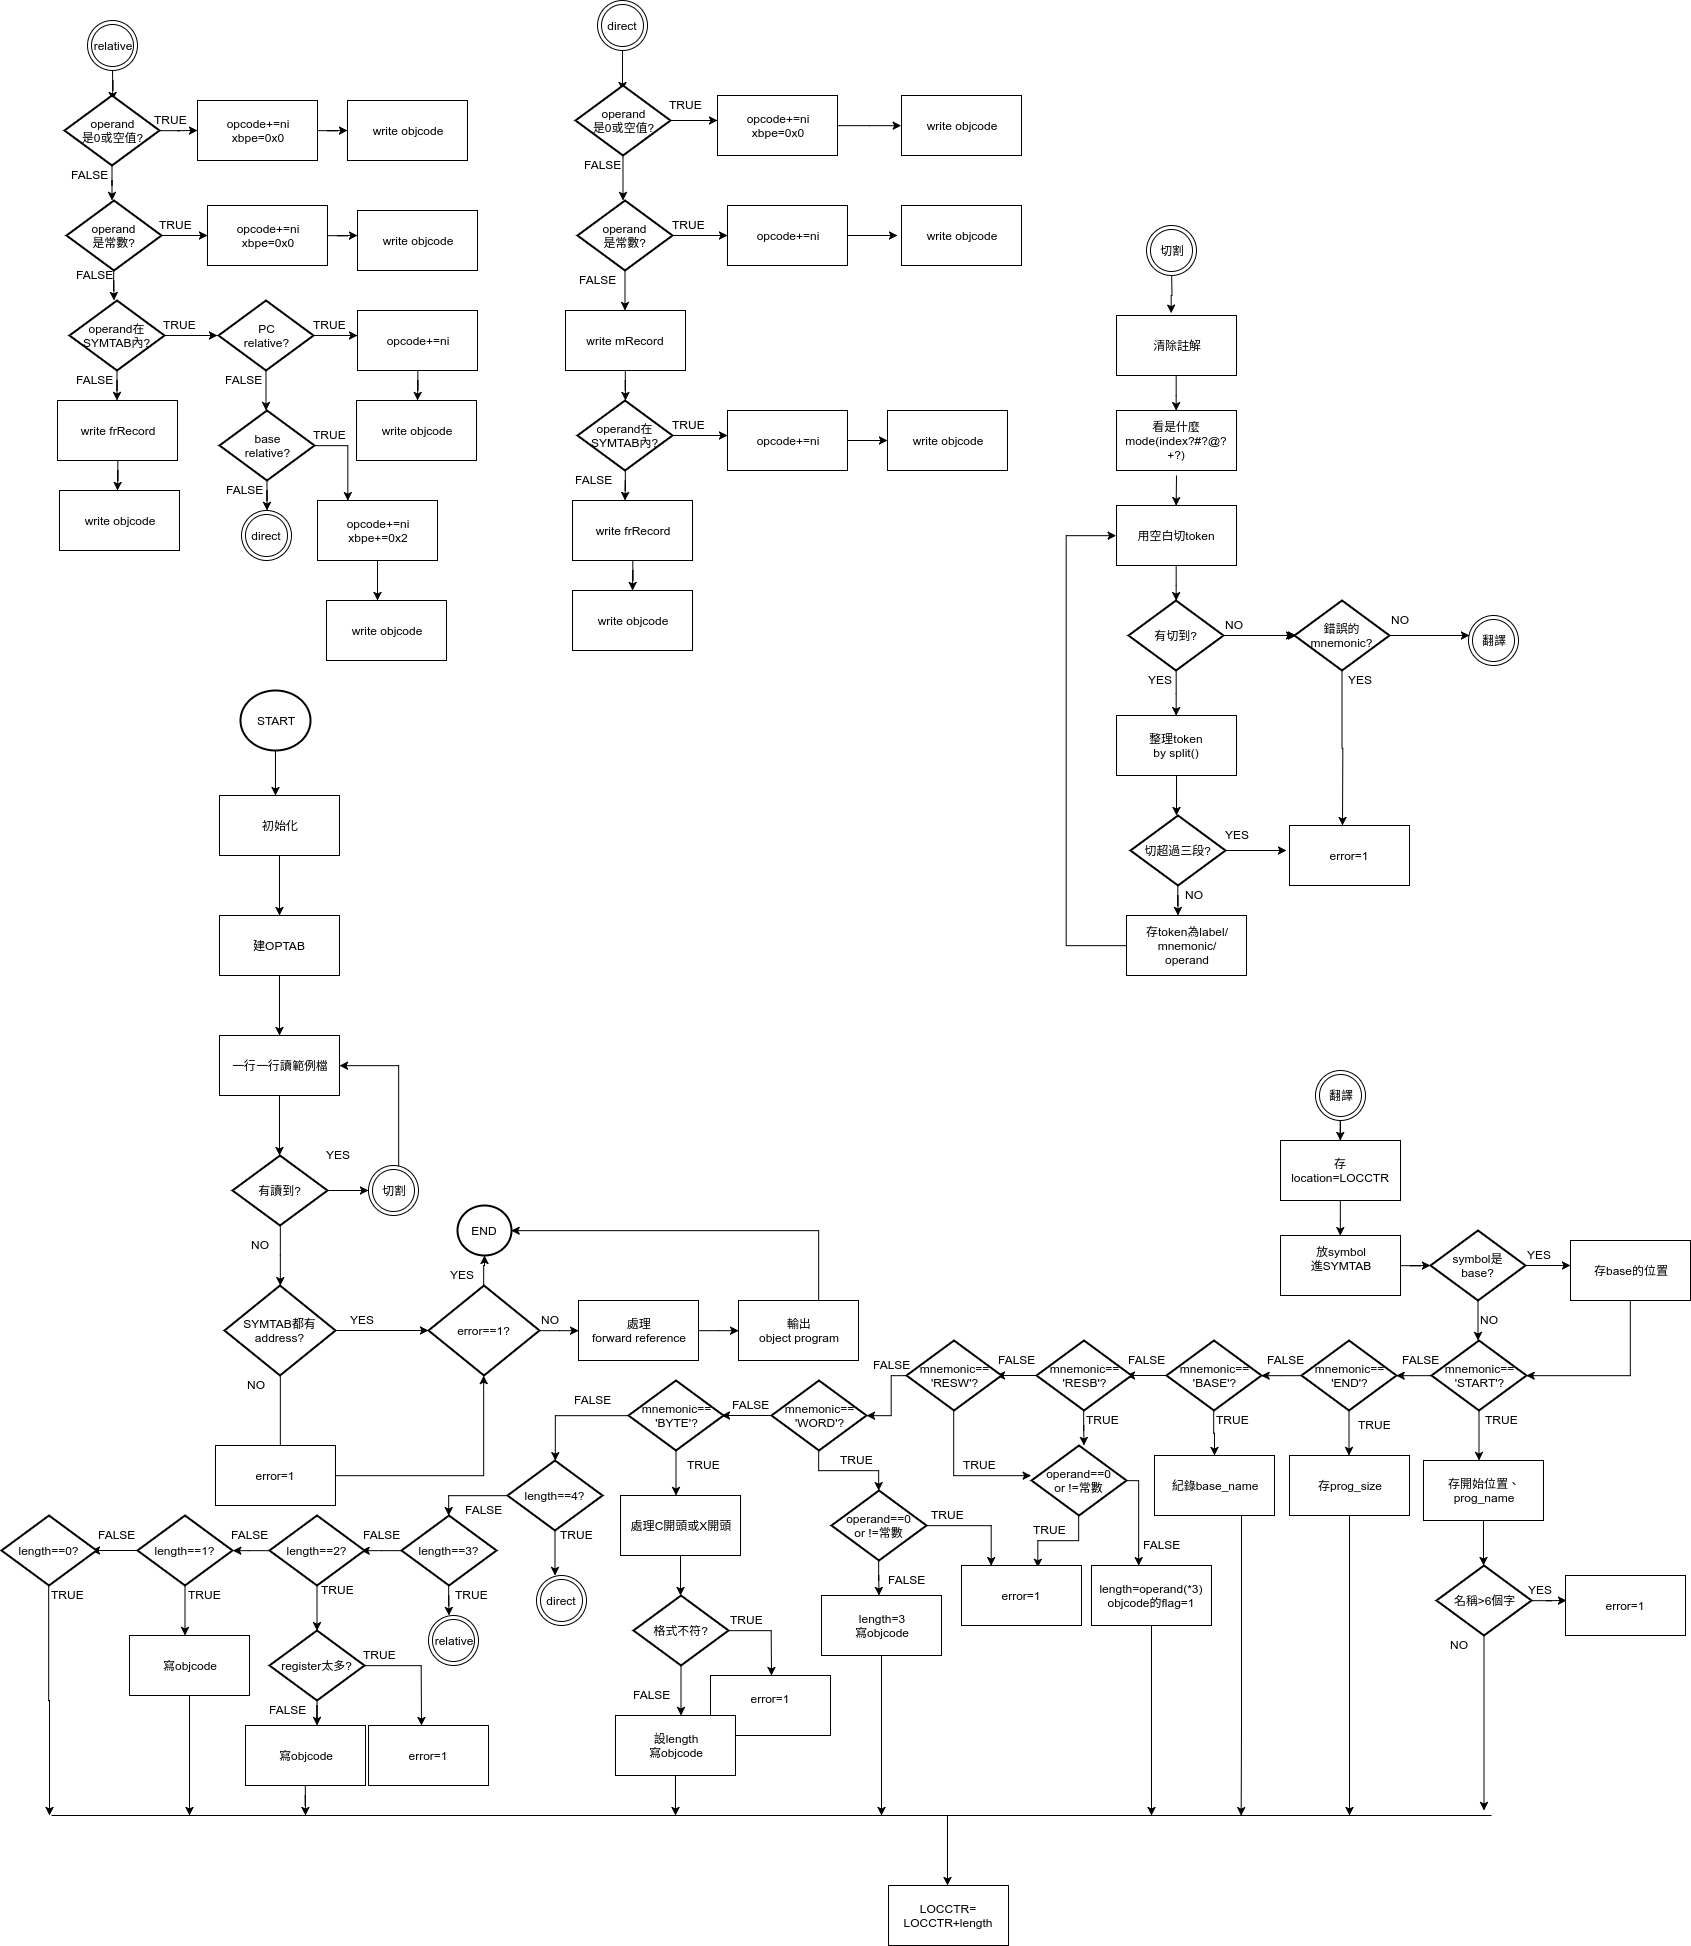 relative
operand
是0或空值?
TRUE
opcode+=ni
xbpe=0x0
write objcode
FALSE
operand
是常數?
TRUE
opcode+=ni
xbpe=0x0
write objcode
FALSE
operand在
SYMTAB內?
TRUE
PC
relative?
TRUE
opcode+=ni
write objcode
FALSE
write frRecord
write objcode
FALSE
base
relative?
TRUE
FALSE
direct
opcode+=ni
xbpe+=0x2
write objcode
direct
operand
是0或空值?
TRUE
opcode+=ni
xbpe=0x0
write objcode
FALSE
operand
是常數?
TRUE
opcode+=ni
write objcode
FALSE
write mRecord
operand在
SYMTAB內?
TRUE
opcode+=ni
write objcode
FALSE
write frRecord
write objcode
切割
清除註解
看是什麼
mode(index?#?@?
+?)
用空白切token
有切到?
NO
錯誤的
mnemonic?
NO
翻譯
YES
YES
整理token
by split()
切超過三段?
YES
error=1
NO
存token為label/
mnemonic/
operand
START
初始化
建OPTAB
一行一行讀範例檔
有讀到?
YES
切割
NO
SYMTAB都有
address?
YES
error==1?
YES
END
NO
處理
forward reference
輸出
object program
NO
error=1
翻譯
存
location=LOCCTR
放symbol
進SYMTAB
symbol是
base?
YES
存base的位置
NO
mnemonic==
'START'?
FALSE
mnemonic==
'END'?
FALSE
mnemonic==
'BASE'?
FALSE
mnemonic==
'RESB'?
FALSE
mnemonic==
'RESW'?
FALSE
mnemonic==
'WORD'?
FALSE
mnemonic==
'BYTE'?
FALSE
TRUE
存開始位置、
prog_name
名稱>6個字
YES
error=1
NO
TRUE
存prog_size
TRUE
紀錄base_name
TRUE
TRUE
operand==0
or !=常數
TRUE
FALSE
error=1
length=operand(*3)
objcode的flag=1
TRUE
operand==0
or !=常數
TRUE
FALSE
length=3
寫objcode
TRUE
處理C開頭或X開頭
格式不符?
TRUE
error=1
FALSE
設length
寫objcode
length==4?
FALSE
TRUE
direct
length==3?
FALSE
TRUE
relative
length==2?
FALSE
TRUE
register太多?
TRUE
error=1
FALSE
寫objcode
length==1?
FALSE
TRUE
寫objcode
length==0?
TRUE
LOCCTR=
LOCCTR+length